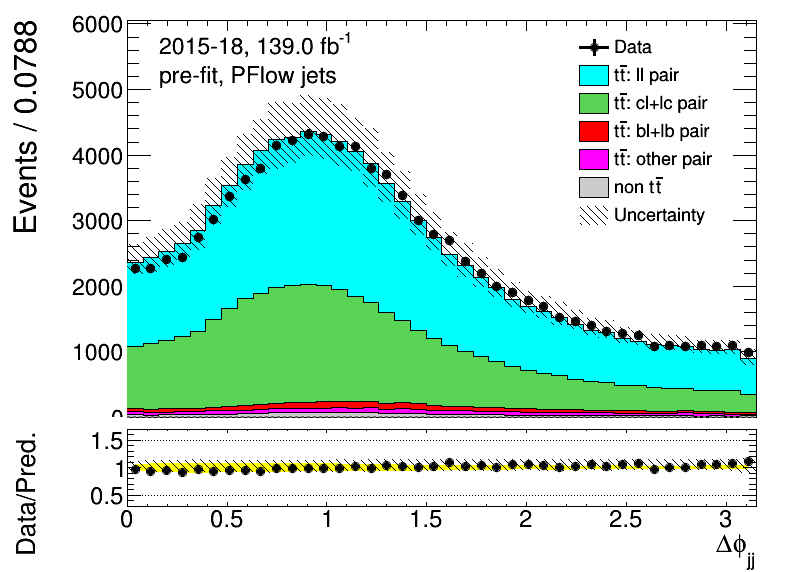 2015-18, 139.0 fb⁻¹
pre-fit, PFlow jets
Data
tt̄: ll pair
tt̄: cl+lc pair
tt̄: bl+lb pair
tt̄: other pair
non tt̄
Uncertainty
Events / 0.0788
6000
5000
4000
3000
2000
1000
0
Data/Pred.
1.5
1
0.5
0 0.5 1 1.5 2 2.5 3
Δϕjj